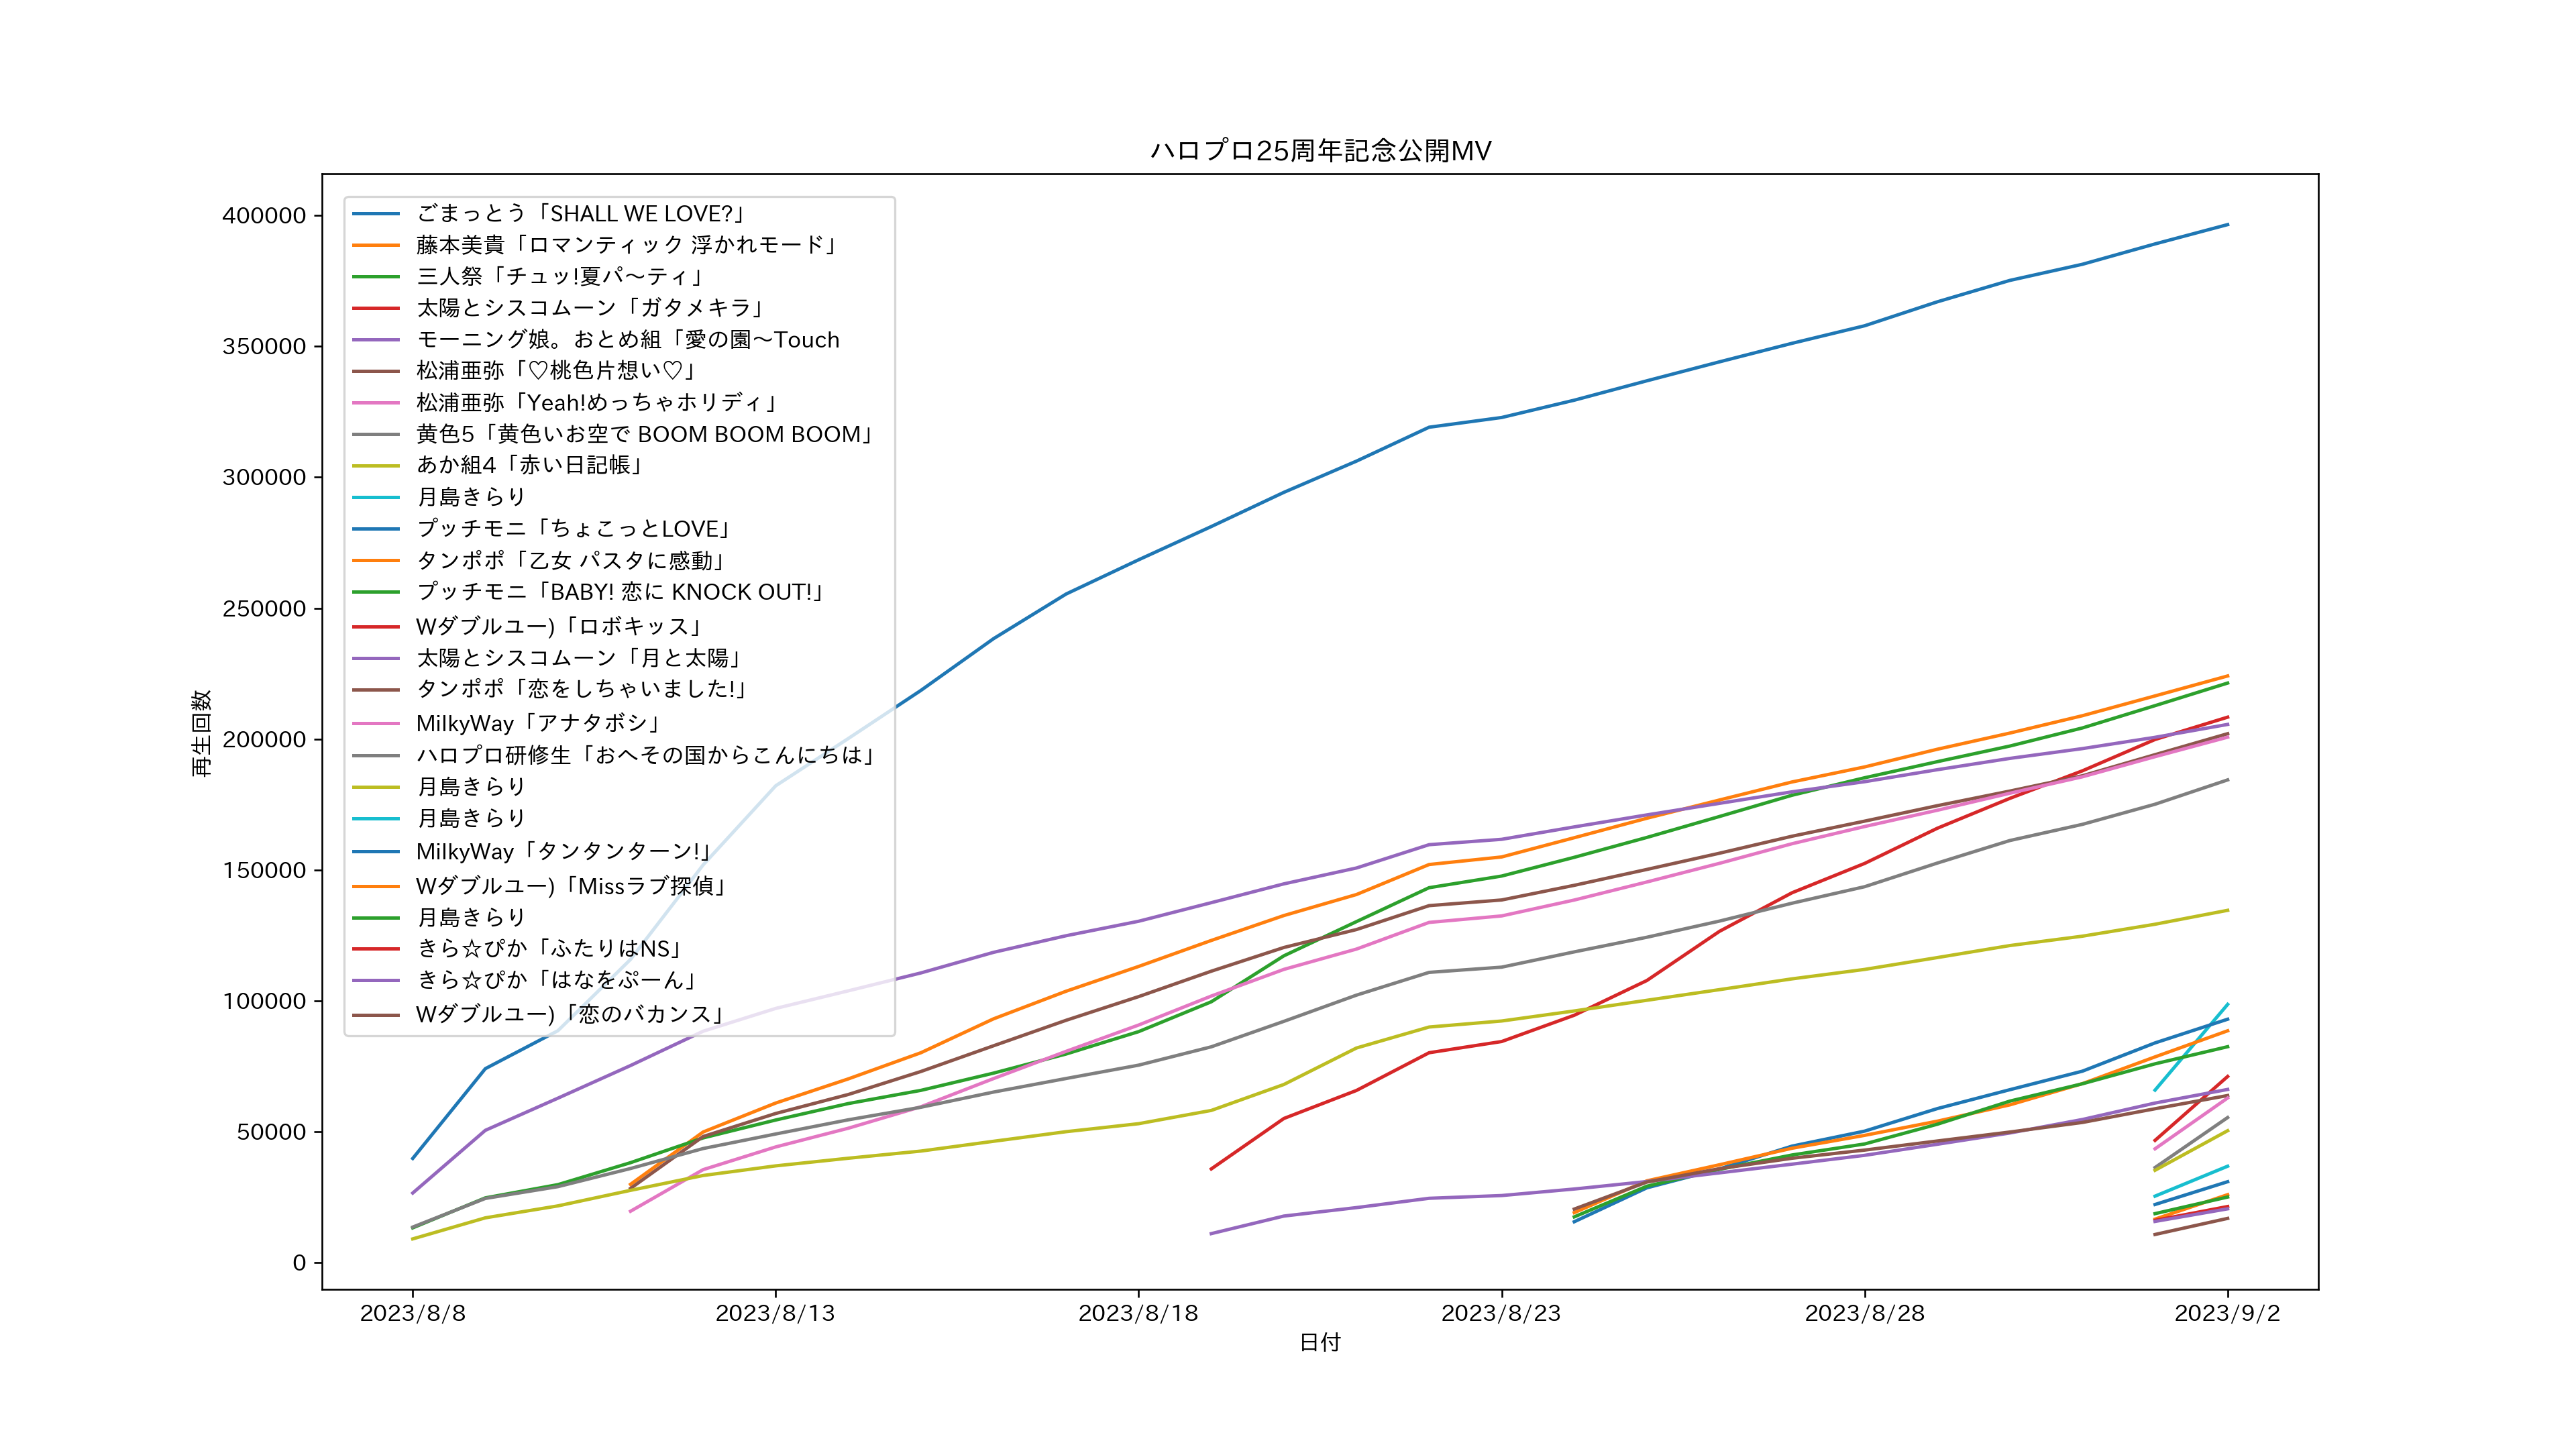 ハロプロ25周年記念公開MV
400000
350000
300000
250000
200000
150000
100000
50000
0
再生回数
ごまっとう「SHALL WE LOVE?」
藤本美貴「ロマンティック 浮かれモード」
三人祭「チュッ!夏パ〜ティ」
太陽とシスコムーン「ガタメキラ」
モーニング娘。おとめ組「愛の園〜Touch
松浦亜弥「♡桃色片想い♡」
松浦亜弥「Yeah!めっちゃホリディ」
黄色5「黄色いお空で BOOM BOOM BOOM」
あか組4「赤い日記帳」
月島きらり
プッチモニ「ちょこっとLOVE」
タンポポ「乙女 パスタに感動」
プッチモニ「BABY! 恋に KNOCK OUT!」
Wダブルユー)「ロボキッス」
太陽とシスコムーン「月と太陽」
タンポポ「恋をしちゃいました!」
MilkyWay「アナタボシ」
ハロプロ研修生「おへその国からこんにちは」
月島きらり
月島きらり
MilkyWay「タンタンターン!」
Wダブルユー)「Missラブ探偵」
月島きらり
きら☆ぴか「ふたりはNS」
きら☆ぴか「はなをぷーん」
Wダブルユー)「恋のバカンス」
2023/8/8
2023/8/13
2023/8/18
2023/8/23
2023/8/28
2023/9/2
日付